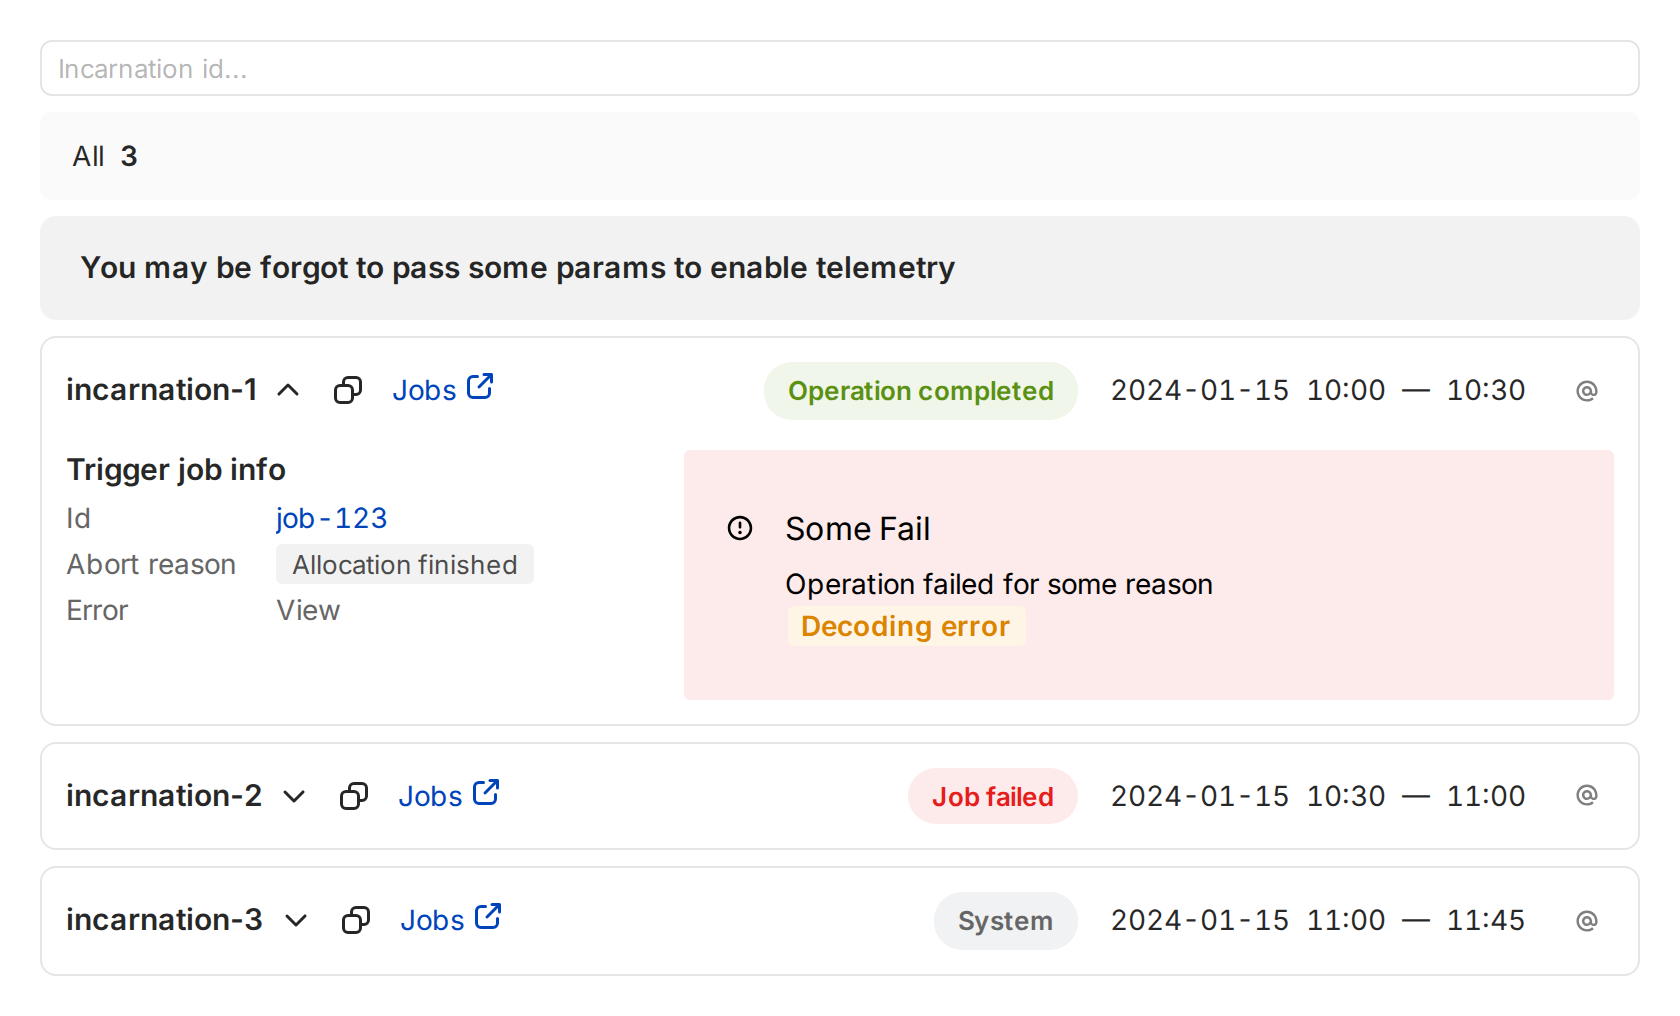 Incarnation id...
All 3
You may be forgot to pass some params to enable telemetry
incarnation-1 Jobs Operation completed 2024-01-15 10:00 — 10:30 @
Trigger job info
Id job-123
Abort reason Allocation finished
Error View
Some Fail
Operation failed for some reason
Decoding error
incarnation-2 Jobs Job failed 2024-01-15 10:30 — 11:00 @
incarnation-3 Jobs System 2024-01-15 11:00 — 11:45 @